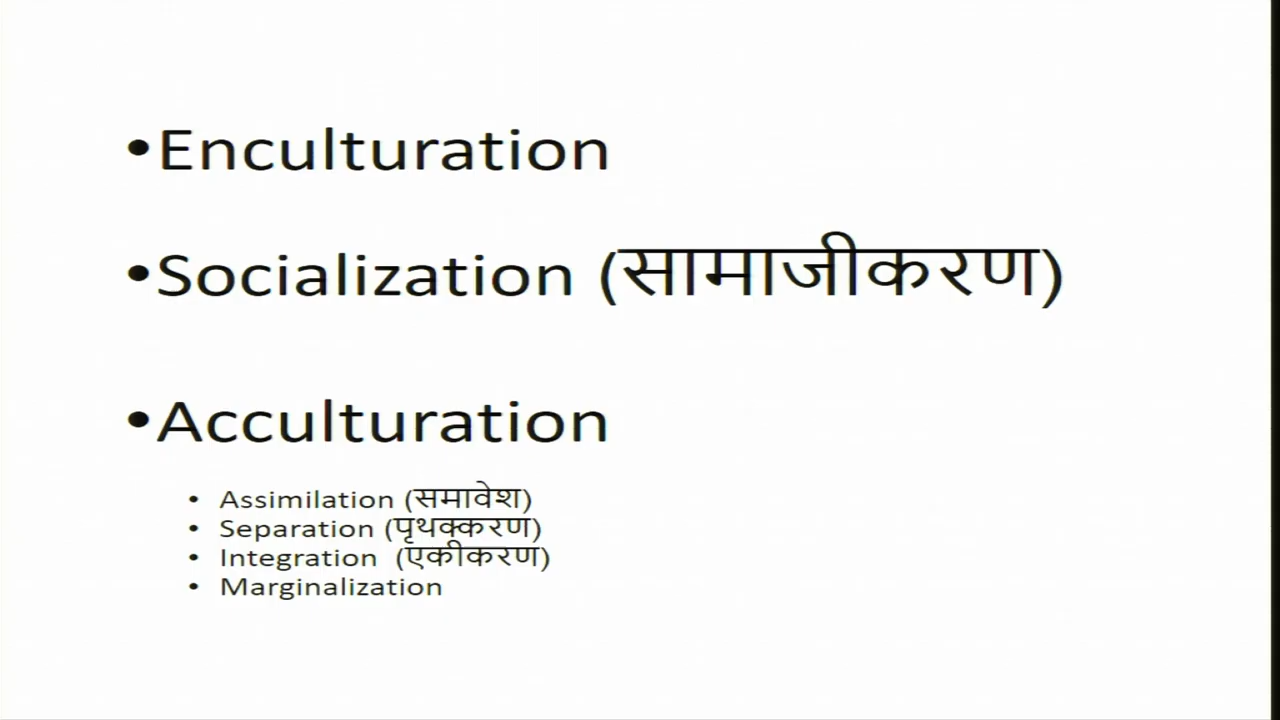 •Enculturation
•Socialization (सामाजीकरण)
•Acculturation
• Assimilation (समावेश)
• Separation (पृथक्करण)
• Integration (एकीकरण)
• Marginalization